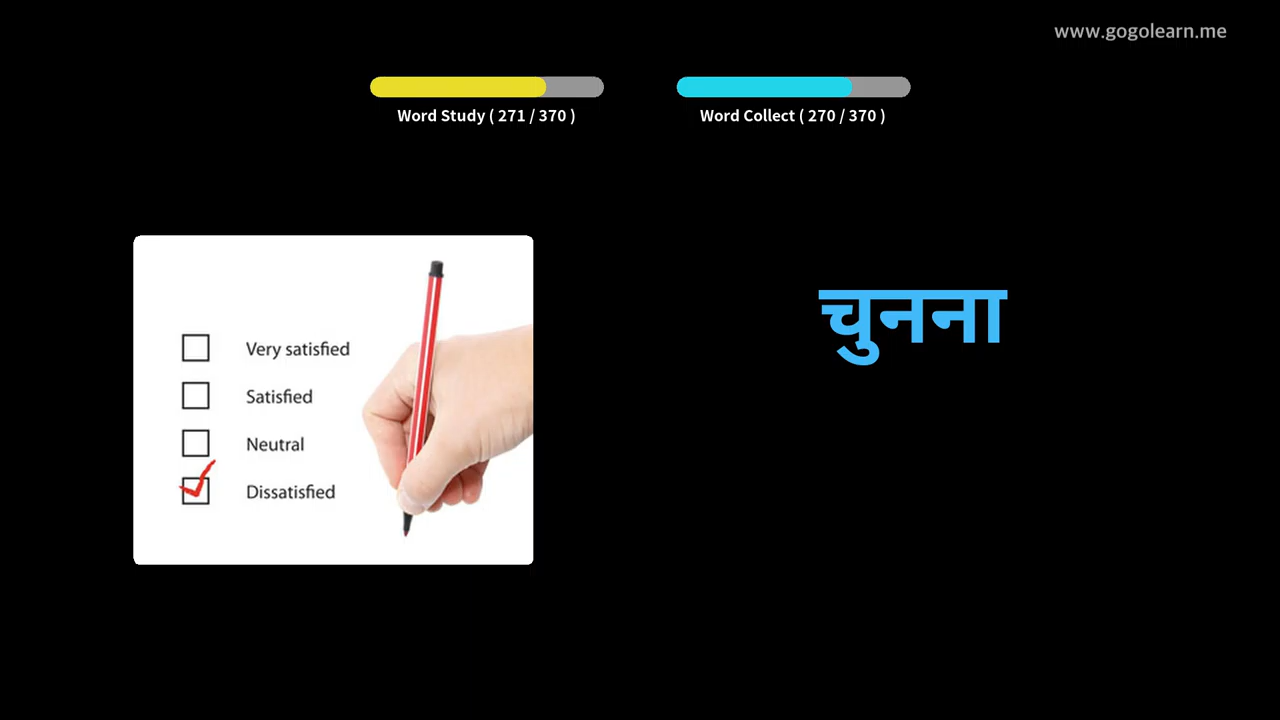 www.gogolearn.me
Word Study ( 271 / 370 )
Word Collect ( 270 / 370 )
Very satisfied
Satisfied
Neutral
Dissatisfied
चुनना